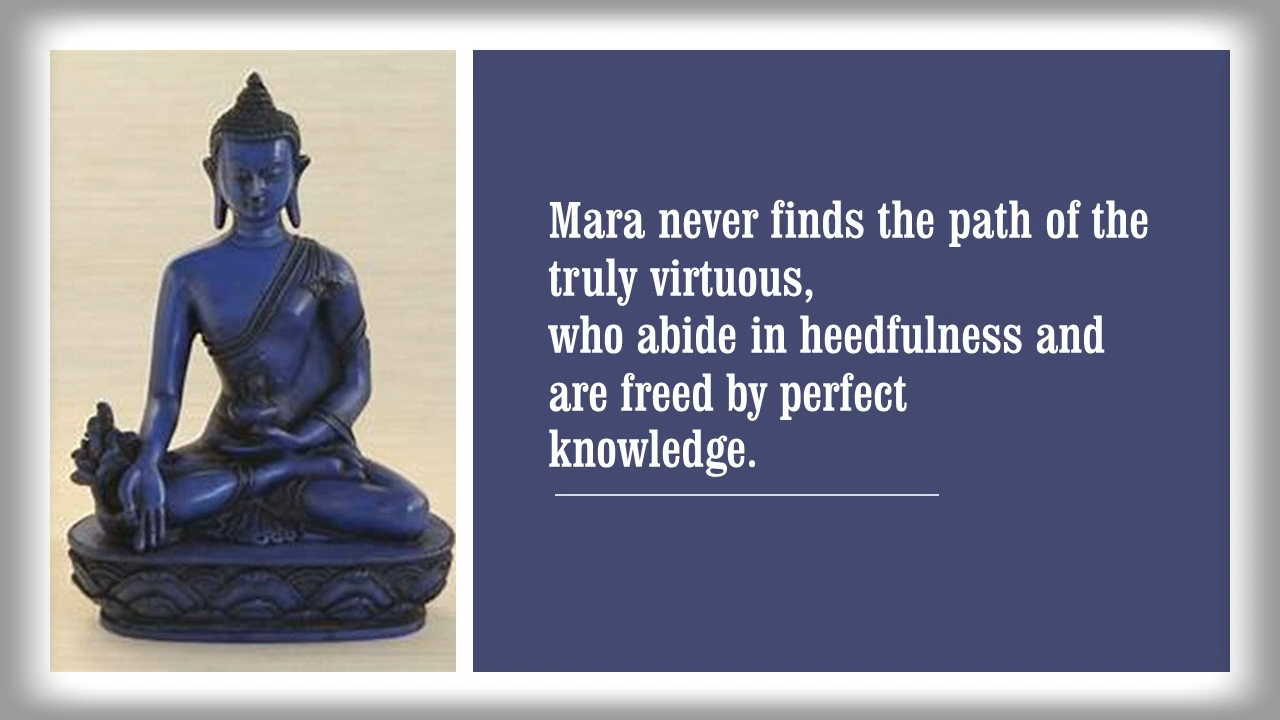 Mara never finds the path of the
truly virtuous,
who abide in heedfulness and
are freed by perfect
knowledge.